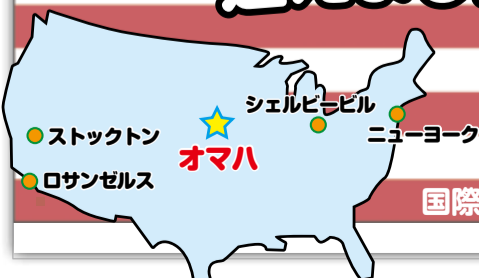 シェルビービル
ストックトン
ニューヨーク
オマハ
ロサンゼルス
国際